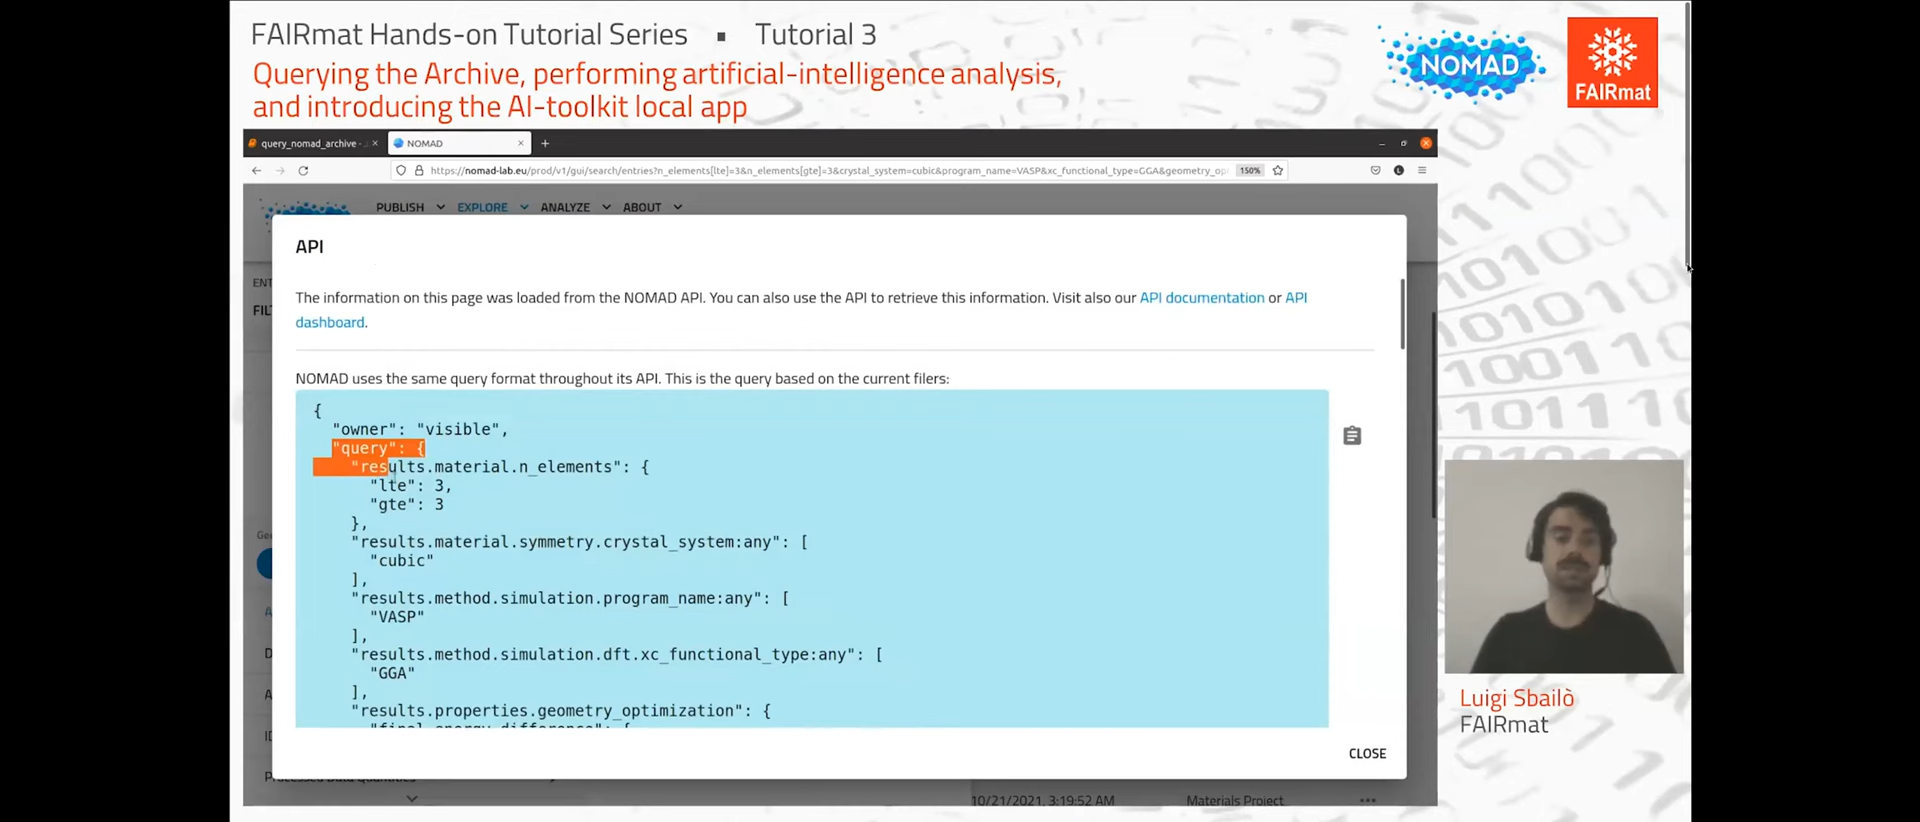 FAIRmat Hands-on Tutorial Series ▪ Tutorial 3
Querying the Archive, performing artificial-intelligence analysis,
and introducing the AI-toolkit local app
NOMAD
FAIRmat
query_nomad_archive -
NOMAD
https://nomad-lab.eu/prod/v1/gui/search/entries?n_elements[lte]=3&n_elements[gte]=3&crystal_system=cubic&program_name=VASP&xc_functional_type=GGA&geometry_op
150%
PUBLISH EXPLORE ANALYZE ABOUT
API
The information on this page was loaded from the NOMAD API. You can also use the API to retrieve this information. Visit also our API documentation or API
dashboard.
NOMAD uses the same query format throughout its API. This is the query based on the current filers:
{
"owner": "visible",
"query": {
"results.material.n_elements": {
"lte": 3,
"gte": 3
},
"results.material.symmetry.crystal_system:any": [
"cubic"
],
"results.method.simulation.program_name:any": [
"VASP"
],
"results.method.simulation.dft.xc_functional_type:any": [
"GGA"
],
"results.properties.geometry_optimization": {
"final_energy_difference": {
CLOSE
10/21/2021, 3:19:52 AM Materials Project
Luigi Sbailò
FAIRmat